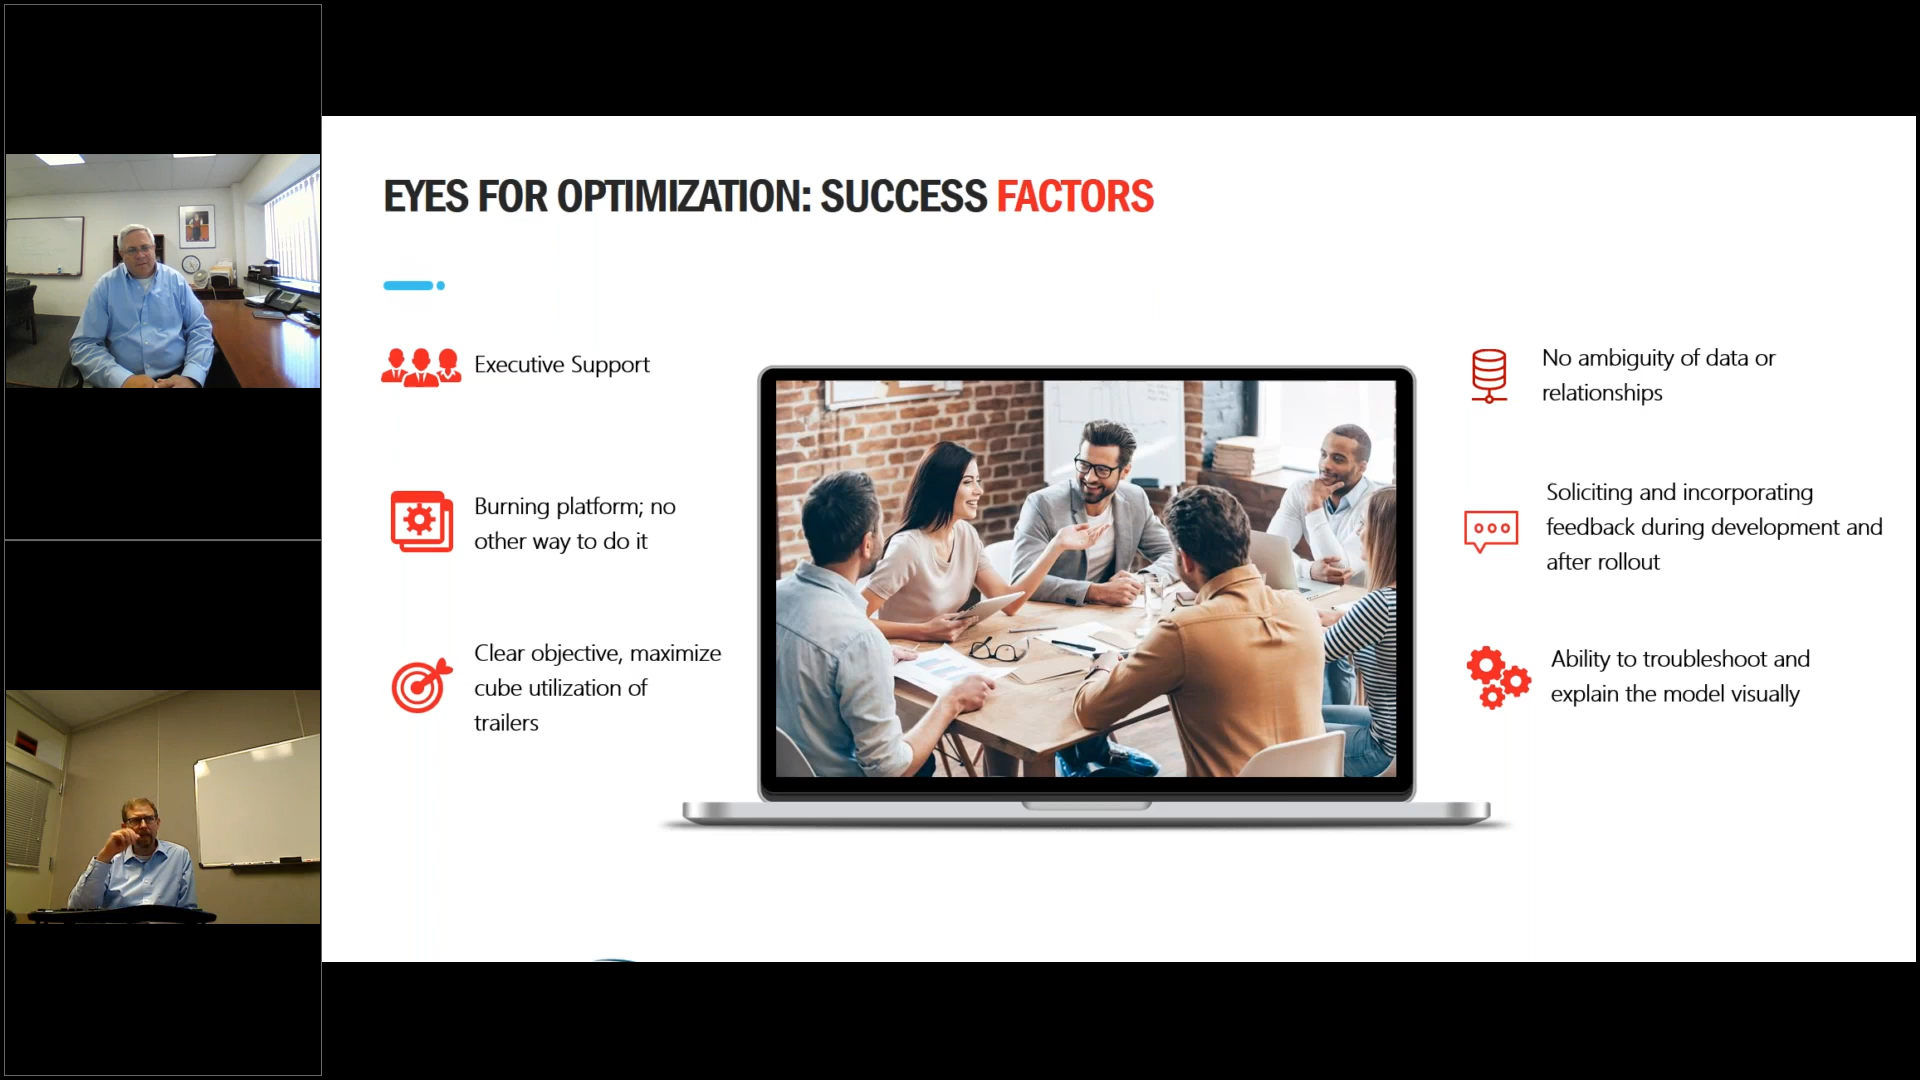 EYES FOR OPTIMIZATION: SUCCESS FACTORS
Executive Support
Burning platform; no
other way to do it
Clear objective, maximize
cube utilization of
trailers
No ambiguity of data or
relationships
Soliciting and incorporating
feedback during development and
after rollout
Ability to troubleshoot and
explain the model visually